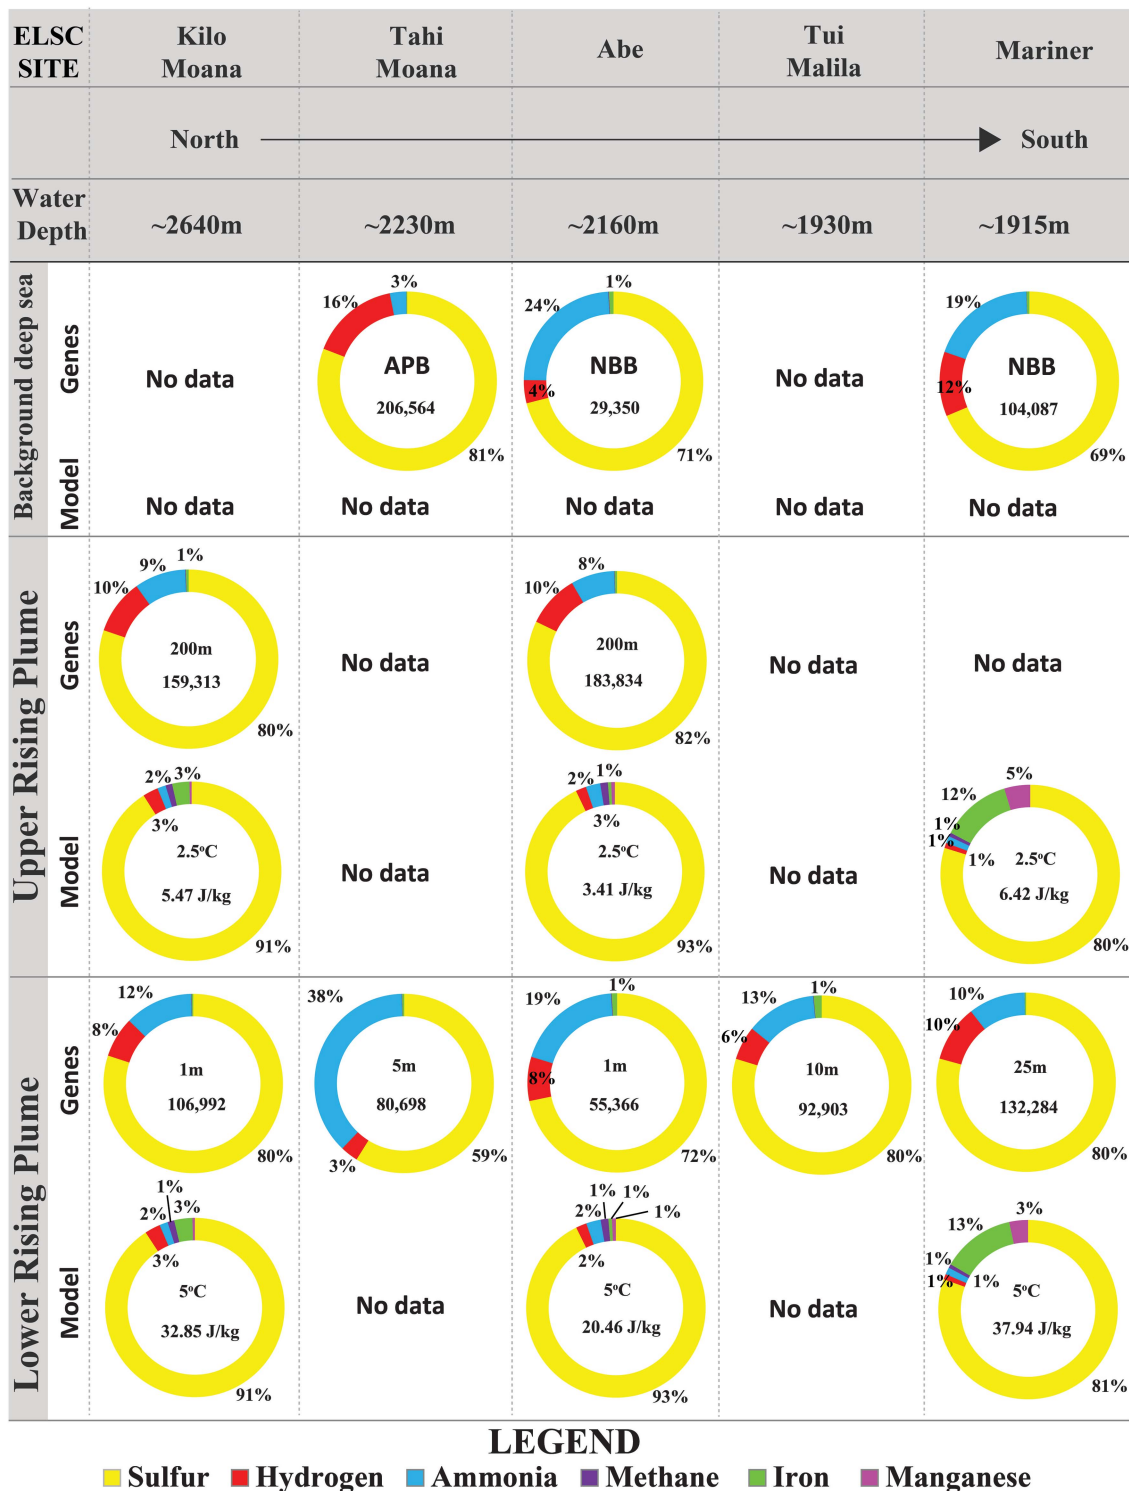 ELSC
SITE
Kilo
Moana
Tahi
Moana
Abe
Tui
Malila
Mariner
North
South
Water
Depth
~2640m
~2230m
~2160m
~1930m
~1915m
Background deep sea
Genes
No data
3%
16%
APB
206,564
81%
1%
24%
NBB
4%
29,350
71%
No data
19%
NBB
12%
104,087
69%
Model
No data
No data
No data
No data
No data
Upper Rising Plume
Genes
1%
9%
10%
200m
159,313
80%
No data
8%
10%
200m
183,834
82%
No data
No data
Model
2%
3%
3%
2.5°C
5.47 J/kg
91%
No data
1%
2%
3%
2.5°C
3.41 J/kg
93%
No data
5%
12%
1%
1%
1%
2.5°C
6.42 J/kg
80%
Lower Rising Plume
Genes
12%
8%
1m
106,992
80%
38%
5m
80,698
3%
59%
1%
19%
1m
8%
55,366
72%
1%
13%
6%
10m
92,903
80%
10%
10%
25m
132,284
80%
Model
1%
2%
3%
3%
5°C
32.85 J/kg
91%
No data
1%
1%
2%
1%
2%
5°C
20.46 J/kg
93%
No data
3%
13%
1%
1%
1%
5°C
37.94 J/kg
81%
LEGEND
Sulfur Hydrogen Ammonia Methane Iron Manganese